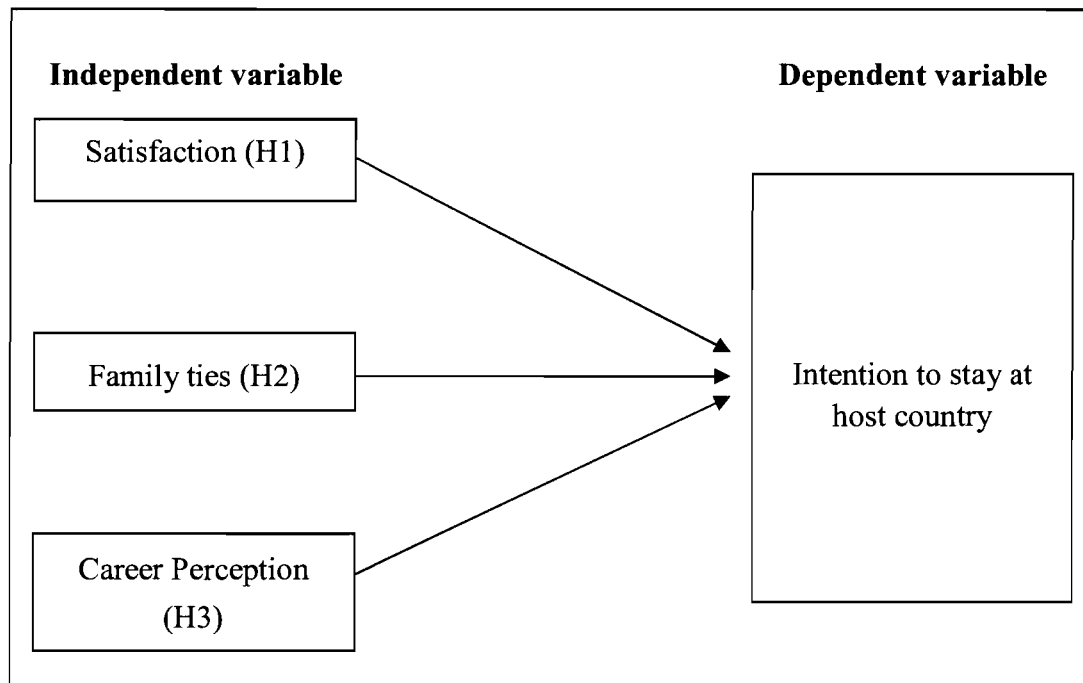 Independent variable
Dependent variable
Satisfaction (H1)
Family ties (H2)
Intention to stay at
host country
Career Perception
(H3)